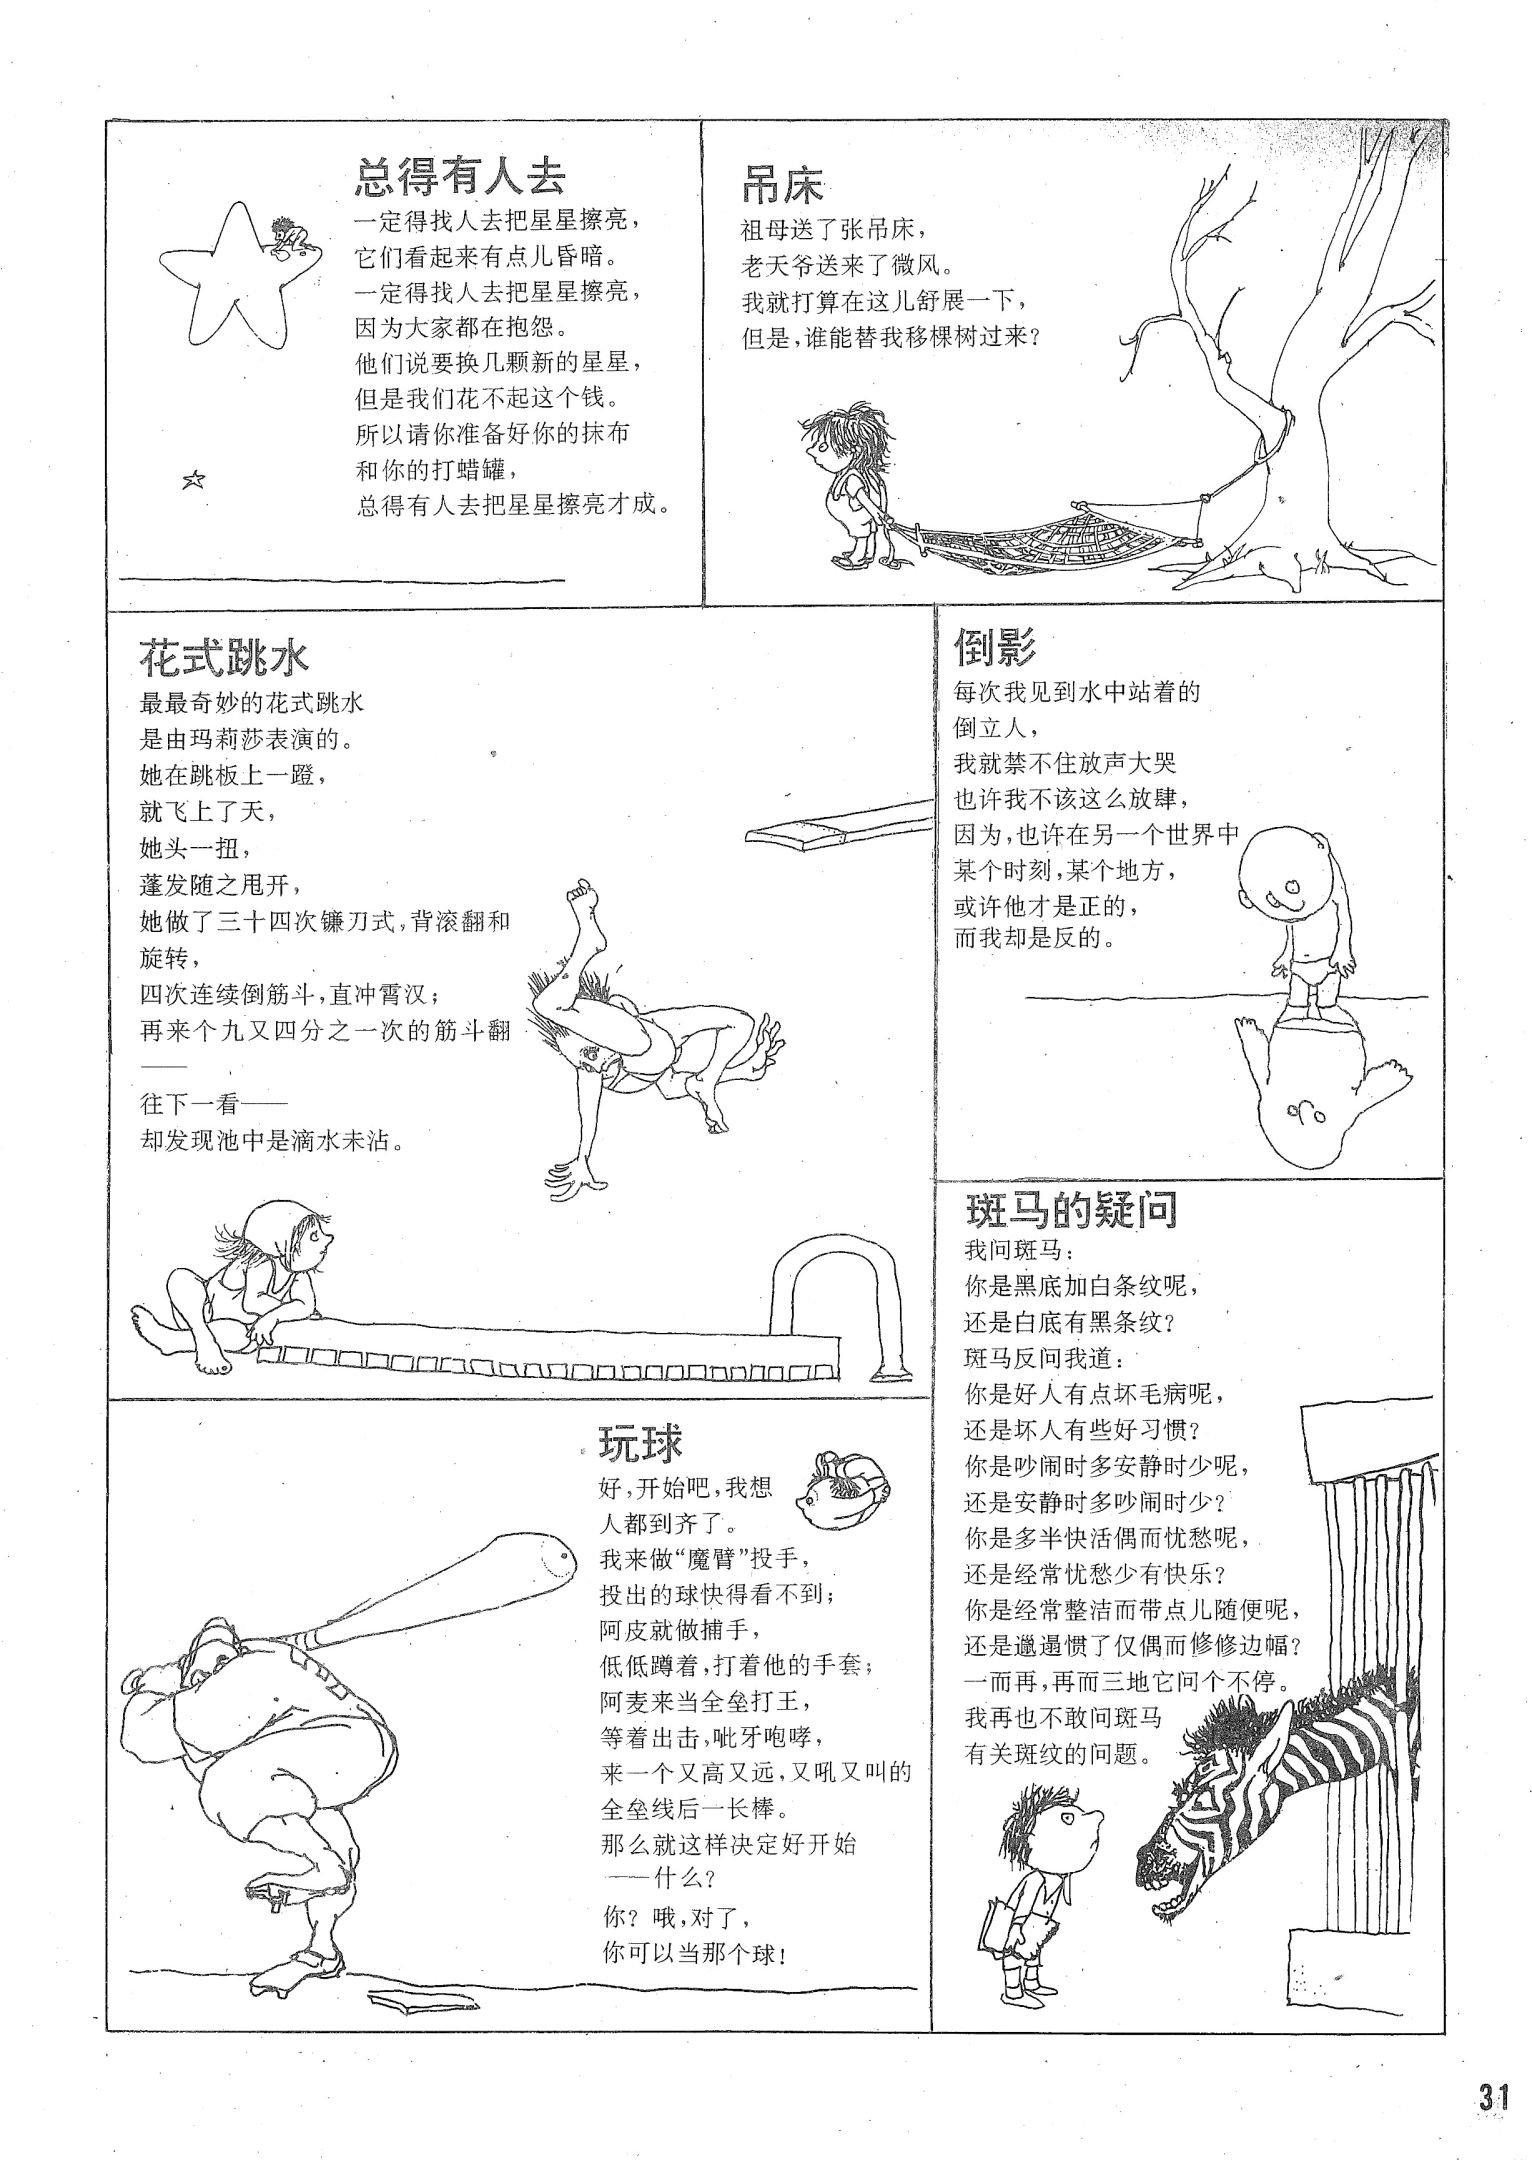 总得有人去
一定得找人去把星星擦亮，
它们看起来有点儿昏暗。
一定得找人去把星星擦亮，
因为大家都在抱怨。
他们说要换几颗新的星星，
但是我们花不起这个钱。
所以请你准备好你的抹布
和你的打蜡罐，
总得有人去把星星擦亮才成。
吊床
祖母送了张吊床，
老天爷送来了微风。
我就打算在这儿舒展一下，
但是，谁能替我移棵树过来？
花式跳水
最最奇妙的花式跳水
是由玛莉莎表演的。
她在跳板上一蹬，
就飞上了天，
她头一扭，
蓬发随之甩开，
她做了三十四次镰刀式，背滚翻和
旋转，
四次连续倒筋斗，直冲霄汉；
再来个九又四分之一次的筋斗翻
——
往下一看——
却发现池中是滴水未沾。
倒影
每次我见到水中站着的
倒立人，
我就禁不住放声大哭
也许我不该这么放肆，
因为，也许在另一个世界中
某个时刻，某个地方，
或许他才是正的，
而我却是反的。
斑马的疑问
我问斑马：
你是黑底加白条纹呢，
还是白底有黑条纹？
斑马反问我道：
你是好人有点坏毛病呢，
还是坏人有些好习惯？
你是吵闹时多安静时少呢，
还是安静时多吵闹时少？
你是多半快活偶而忧愁呢，
还是经常忧愁少有快乐？
你是经常整洁而带点儿随便呢，
还是邋遢惯了仅偶而修修边幅？
一而再，再而三地它问个不停。
我再也不敢问斑马
有关斑纹的问题。
玩球
好，开始吧，我想
人都到齐了。
我来做“魔臂”投手，
投出的球快得看不到；
阿皮就做捕手，
低低蹲着，打着他的手套；
阿麦来当全垒打王，
等着出击，呲牙咆哮，
来一个又高又远，又吼又叫的
全垒线后一长棒。
那么就这样决定好开始
——什么？
你？哦，对了，
你可以当那个球！
31